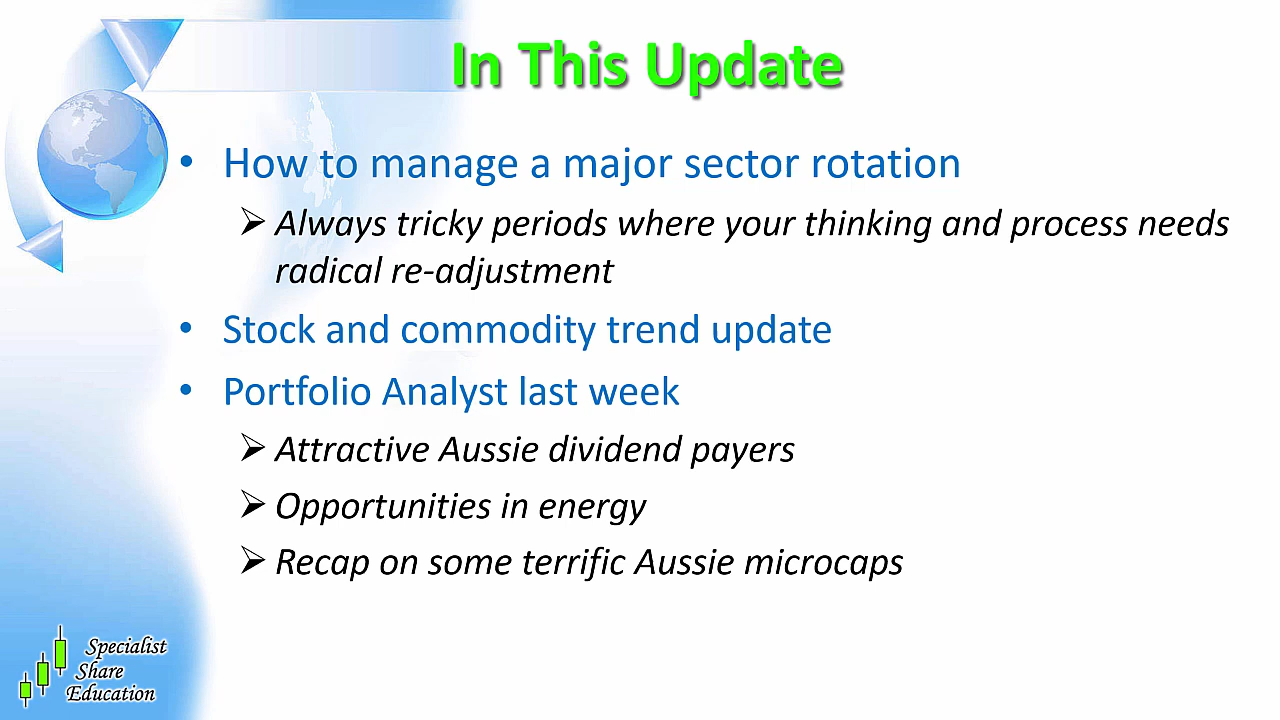 In This Update
• How to manage a major sector rotation
➢ Always tricky periods where your thinking and process needs
radical re-adjustment
• Stock and commodity trend update
• Portfolio Analyst last week
➢ Attractive Aussie dividend payers
➢ Opportunities in energy
➢ Recap on some terrific Aussie microcaps
Specialist
Share
Education